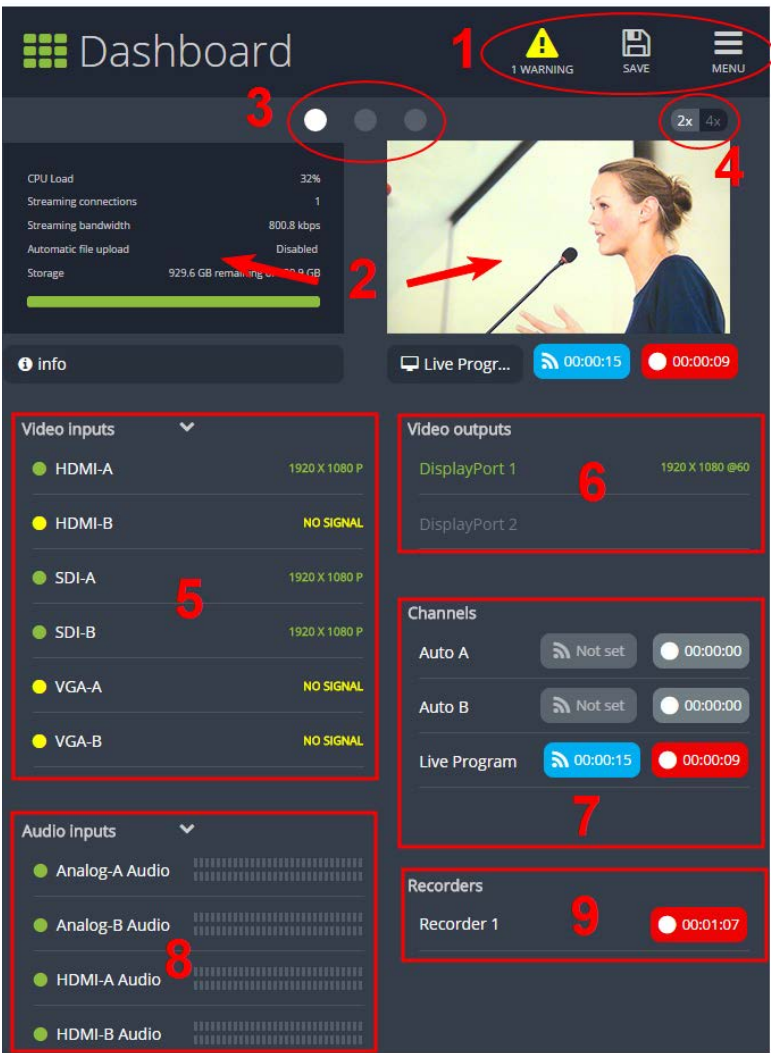 Dashboard
1
1 WARNING
SAVE
MENU
3
2x 4x
4
CPU Load 32%
Streaming connections 1
Streaming bandwidth 800.8 kbps
Automatic file upload Disabled
Storage 929.6 GB remaining GB
2
info
Live Progr... 00:00:15 00:00:09
Video inputs
HDMI-A 1920 X 1080 P
HDMI-B NO SIGNAL
SDI-A 1920 X 1080 P
5
SDI-B 1920 X 1080 P
VGA-A NO SIGNAL
VGA-B NO SIGNAL
Video outputs
DisplayPort 1 1920 X 1080 @60
6
DisplayPort 2
Channels
Auto A Not set 00:00:00
Auto B Not set 00:00:00
Live Program 00:00:15 00:00:09
7
Audio inputs
Analog-A Audio
Analog-B Audio
8
HDMI-A Audio
HDMI-B Audio
Recorders
Recorder 1 00:01:07
9